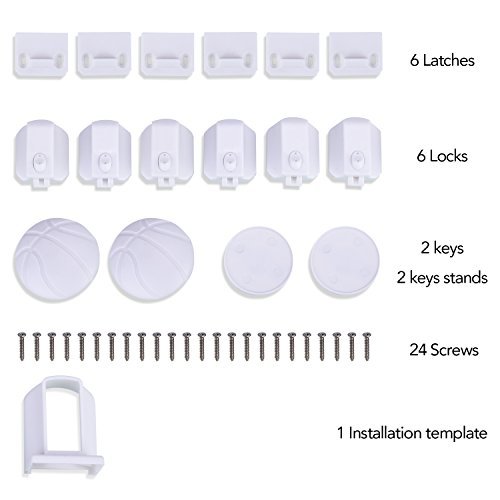 6 Latches
6 Locks
2 keys
2 keys stands
24 Screws
1 Installation template